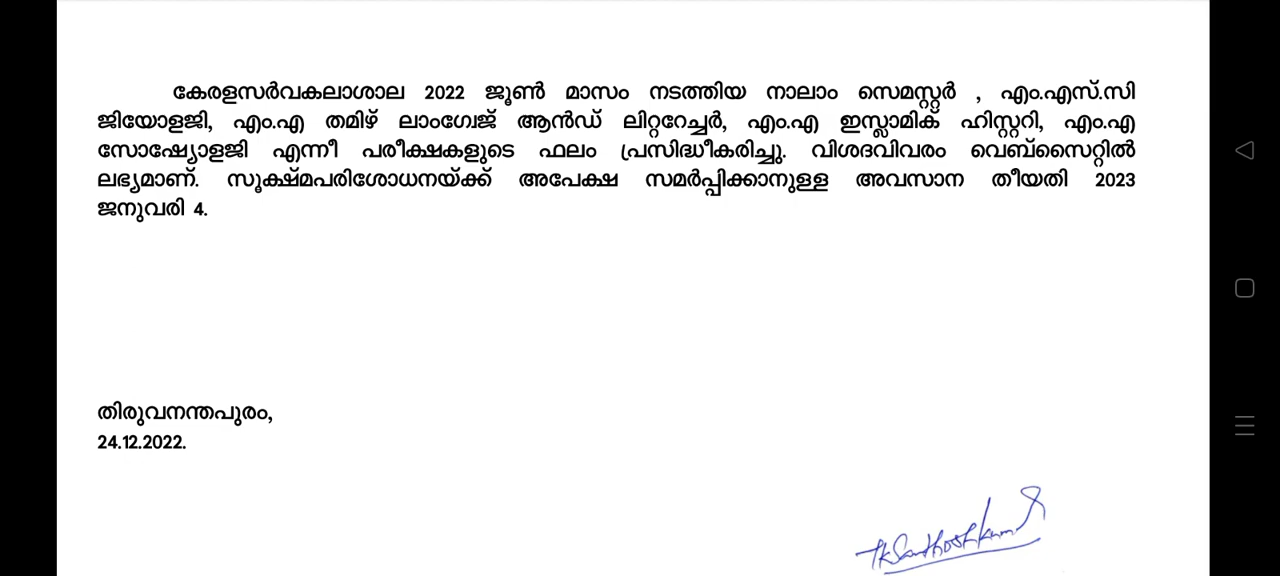 കേരളസർവകലാശാല 2022 ജൂൺ മാസം നടത്തിയ നാലാം സെമസ്റ്റർ , എം.എസ്.സി
ജിയോളജി, എം.എ തമിഴ് ലാംഗ്വേജ് ആൻഡ് ലിറ്ററേച്ചർ, എം.എ ഇസ്ലാമിക് ഹിസ്റ്ററി, എം.എ
സോഷ്യോളജി എന്നീ പരീക്ഷകളുടെ ഫലം പ്രസിദ്ധീകരിച്ചു. വിശദവിവരം വെബ്സൈറ്റിൽ
ലഭ്യമാണ്. സൂക്ഷ്മപരിശോധനയ്ക്ക് അപേക്ഷ സമർപ്പിക്കാനുള്ള അവസാന തീയതി 2023
ജനുവരി 4.
തിരുവനന്തപുരം,
24.12.2022.
TKSanthoshkumar